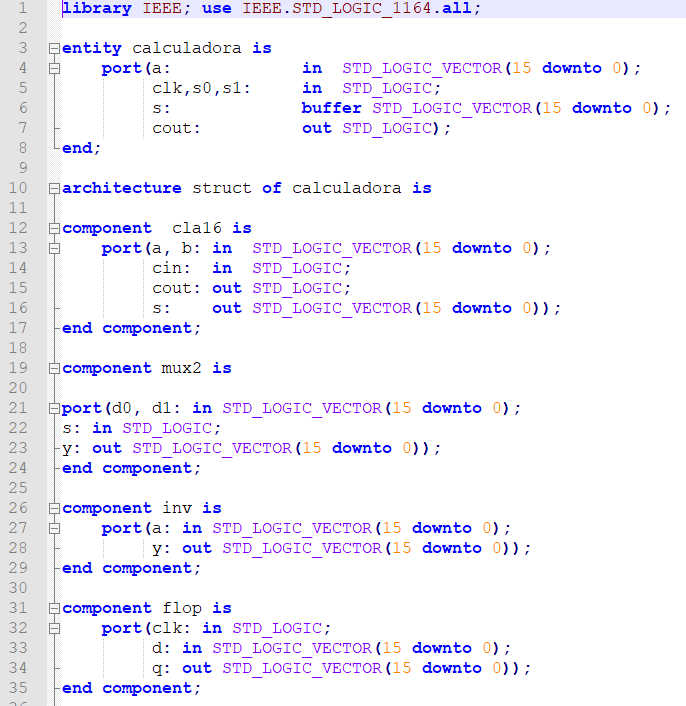 1 library IEEE; use IEEE.STD_LOGIC_1164.all;
2
3 entity calculadora is
4 port(a: in STD_LOGIC_VECTOR(15 downto 0);
5 clk,s0,s1: in STD_LOGIC;
6 s: buffer STD_LOGIC_VECTOR(15 downto 0);
7 cout: out STD_LOGIC);
8 end;
9
10 architecture struct of calculadora is
11
12 component cla16 is
13 port(a, b: in STD_LOGIC_VECTOR(15 downto 0);
14 cin: in STD_LOGIC;
15 cout: out STD_LOGIC;
16 s: out STD_LOGIC_VECTOR(15 downto 0));
17 end component;
18
19 component mux2 is
20
21 port(d0, d1: in STD_LOGIC_VECTOR(15 downto 0);
22 s: in STD_LOGIC;
23 y: out STD_LOGIC_VECTOR(15 downto 0));
24 end component;
25
26 component inv is
27 port(a: in STD_LOGIC_VECTOR(15 downto 0);
28 y: out STD_LOGIC_VECTOR(15 downto 0));
29 end component;
30
31 component flop is
32 port(clk: in STD_LOGIC;
33 d: in STD_LOGIC_VECTOR(15 downto 0);
34 q: out STD_LOGIC_VECTOR(15 downto 0));
35 end component;